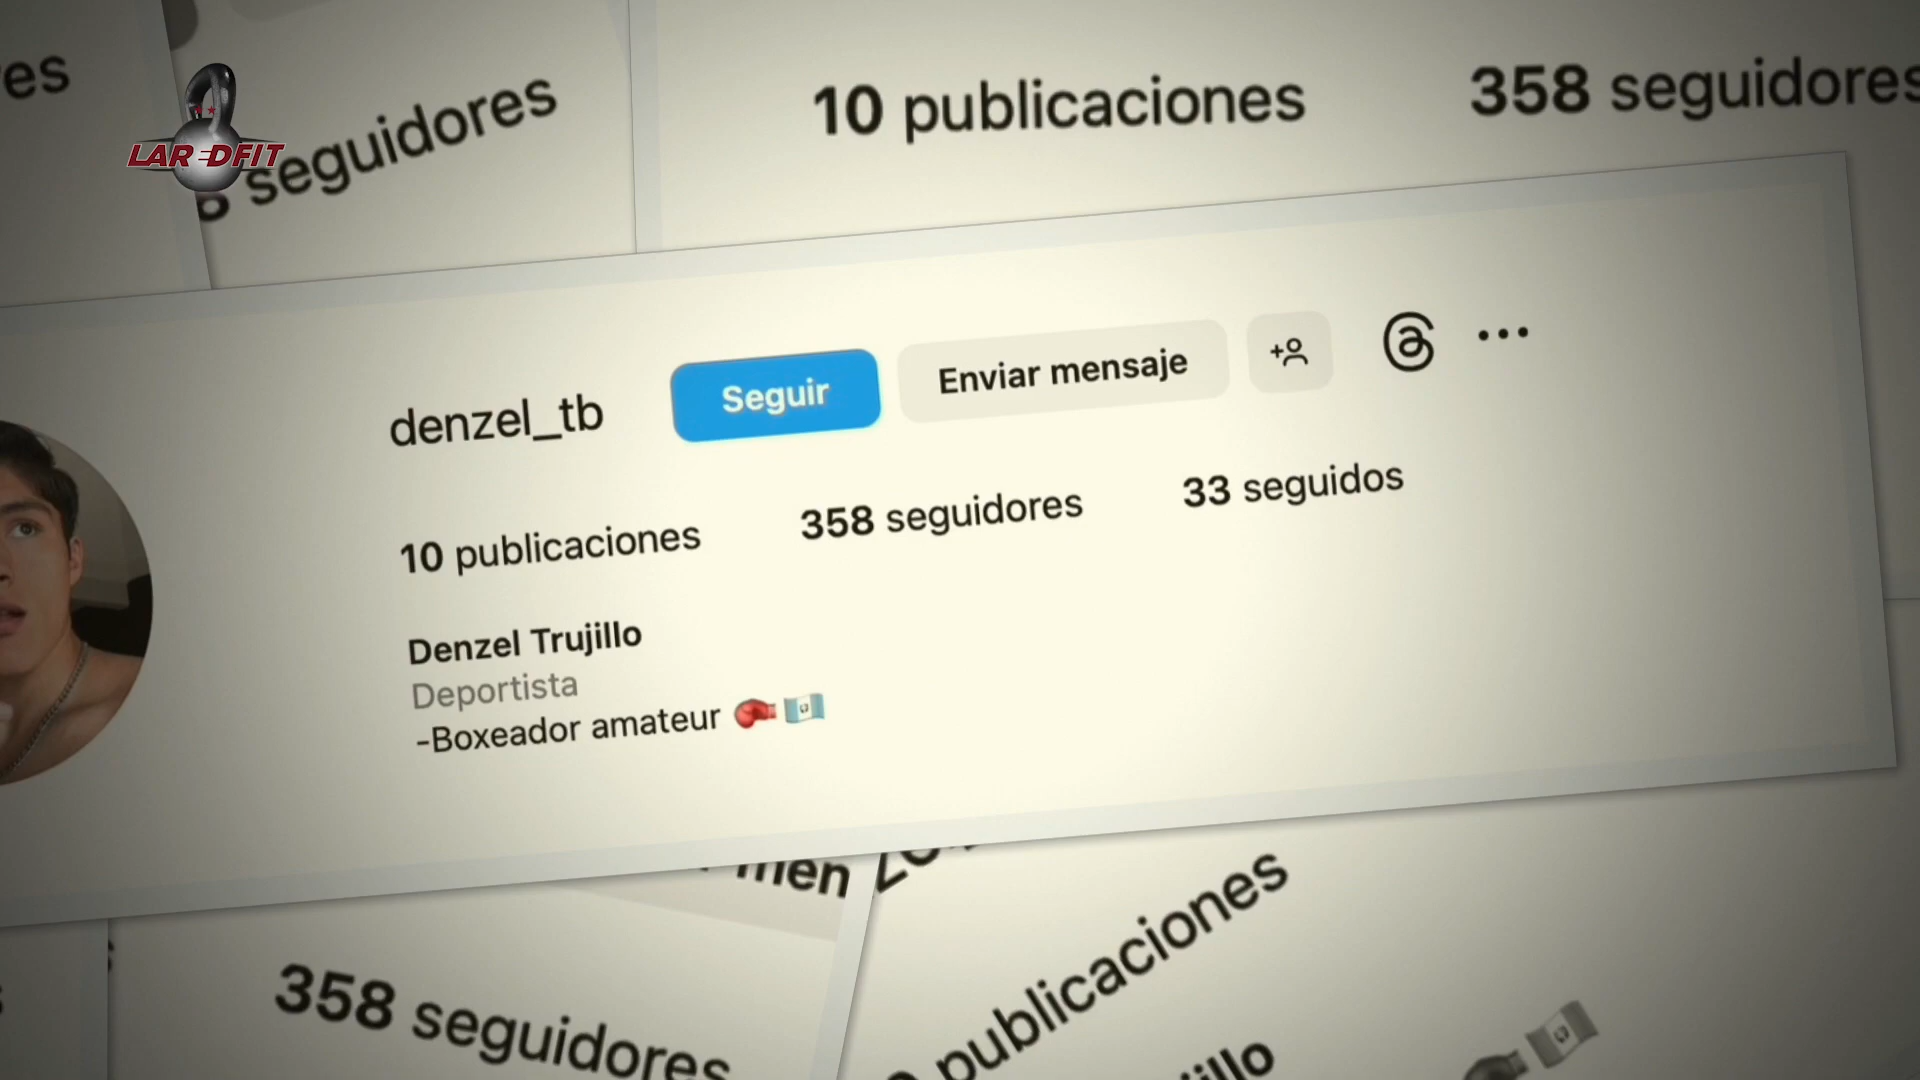 es
seguidores
10 publicaciones
358 seguidores
LAR DFIT
denzel_tb
Seguir
Enviar mensaje
10 publicaciones
358 seguidores
33 seguidos
Denzel Trujillo
Deportista
-Boxeador amateur 🥊🇬🇹
men
358 seguidores
publicaciones
illo